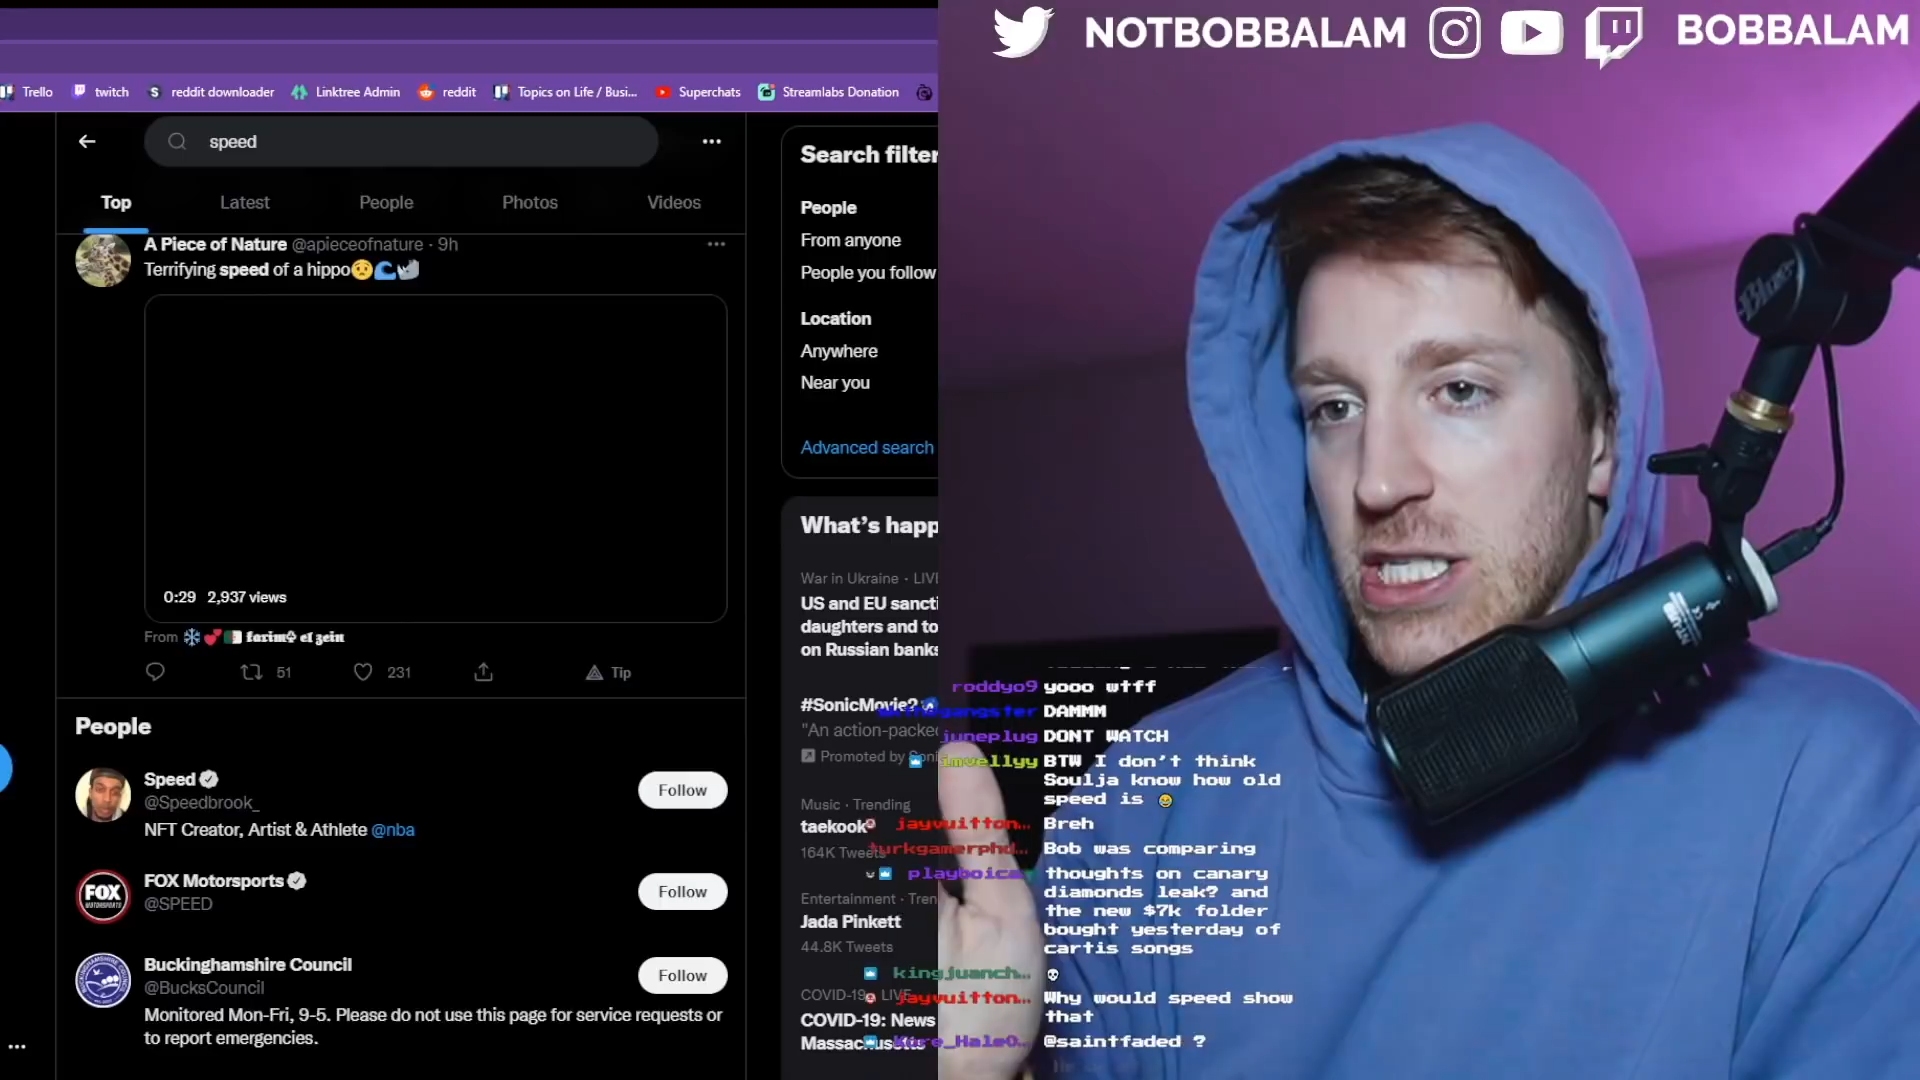 NOTBOBBALAM
BOBBALAM
Trello
twitch
reddit downloader
Linktree Admin
reddit
Topics on Life / Busi...
Superchats
Streamlabs Donation
speed
Top
Latest
People
Photos
Videos
A Piece of Nature @apieceofnature · 9h
Terrifying speed of a hippo
0:29 2,937 views
From
51
231
Tip
People
Speed
@Speedbrook_
NFT Creator, Artist & Athlete @nba
Follow
FOX Motorsports
@SPEED
Follow
Buckinghamshire Council
@BucksCouncil
Monitored Mon-Fri, 9-5. Please do not use this page for service requests or
to report emergencies.
Follow
FOX
Search filter
People
From anyone
People you follow
Location
Anywhere
Near you
Advanced search
What's happ
War in Ukraine · LIVE
US and EU sancti
daughters and to
on Russian banks
#SonicMovie2
"An action-packe
Promoted by Soni
Music · Trending
taekook
164K Tweets
Entertainment · Tren
Jada Pinkett
44.8K Tweets
COVID-19 · LIVE
COVID-19: News
Massachusetts
roddyo9 yooo wtff
DAMMM
juneplug DONT WATCH
imvellyy BTW I don't think
Soulja know how old
speed is
jayvuitton... Breh
turkgamerphd... Bob was comparing
playboicar thoughts on canary
diamonds leak? and
the new $7k folder
bought yesterday of
cartis songs
kingjuanch...
jayvuitton... Why would speed show
that
Kore_Hale0... @saintfaded ?
Blue